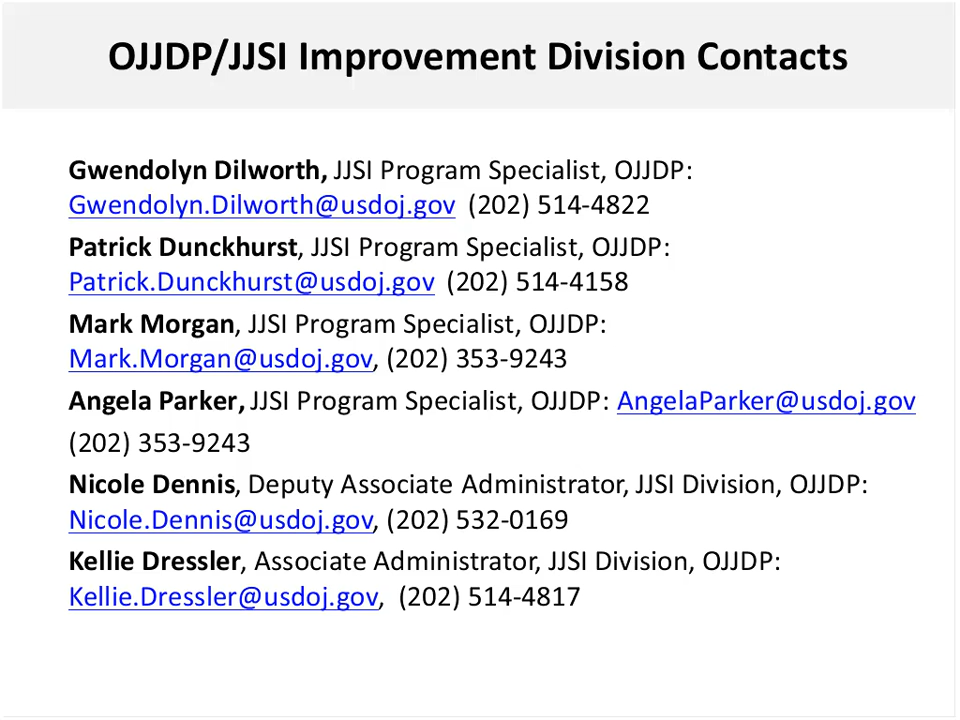 OJJDP/JJSI Improvement Division Contacts
Gwendolyn Dilworth, JJSI Program Specialist, OJJDP:
Gwendolyn.Dilworth@usdoj.gov (202) 514-4822
Patrick Dunckhurst, JJSI Program Specialist, OJJDP:
Patrick.Dunckhurst@usdoj.gov (202) 514-4158
Mark Morgan, JJSI Program Specialist, OJJDP:
Mark.Morgan@usdoj.gov, (202) 353-9243
Angela Parker, JJSI Program Specialist, OJJDP: AngelaParker@usdoj.gov
(202) 353-9243
Nicole Dennis, Deputy Associate Administrator, JJSI Division, OJJDP:
Nicole.Dennis@usdoj.gov, (202) 532-0169
Kellie Dressler, Associate Administrator, JJSI Division, OJJDP:
Kellie.Dressler@usdoj.gov, (202) 514-4817